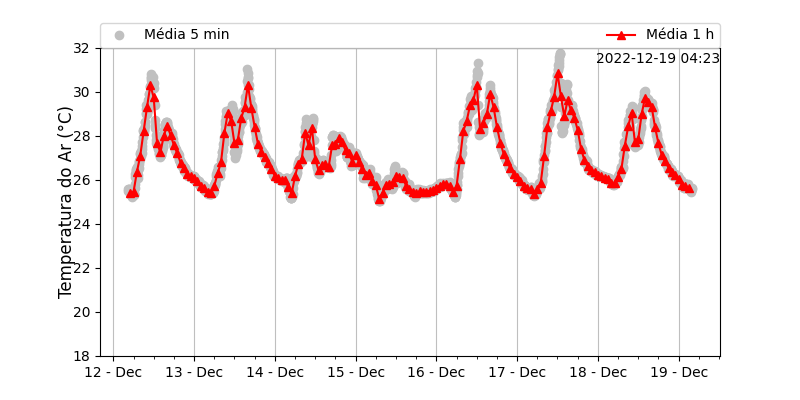 Média 5 min
Média 1 h
2022-12-19 04:23
Temperatura do Ar (°C)
32
30
28
26
24
22
20
18
12 - Dec
13 - Dec
14 - Dec
15 - Dec
16 - Dec
17 - Dec
18 - Dec
19 - Dec